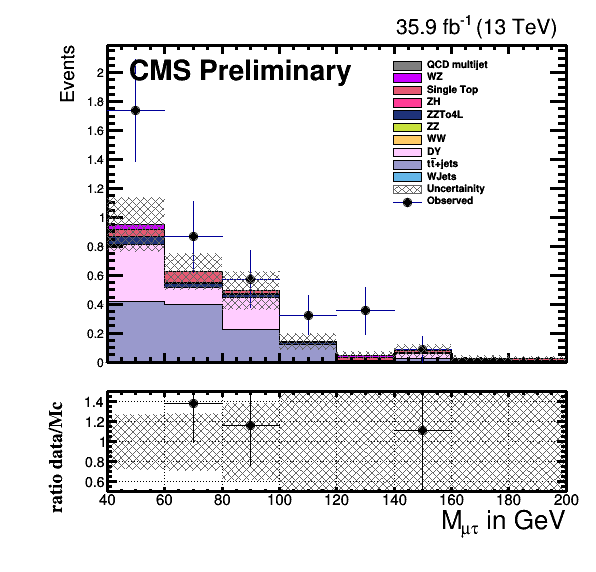 35.9 fb-1 (13 TeV)
Events
CMS Preliminary
QCD multijet
WZ
Single Top
ZH
ZZTo4L
ZZ
WW
DY
tt̄+jets
WJets
Uncertainity
Observed
2
1.8
1.6
1.4
1.2
1
0.8
0.6
0.4
0.2
0
ratio data/Mc
1.4
1.2
1
0.8
0.6
40 60 80 100 120 140 160 180 200
Mμτ in GeV